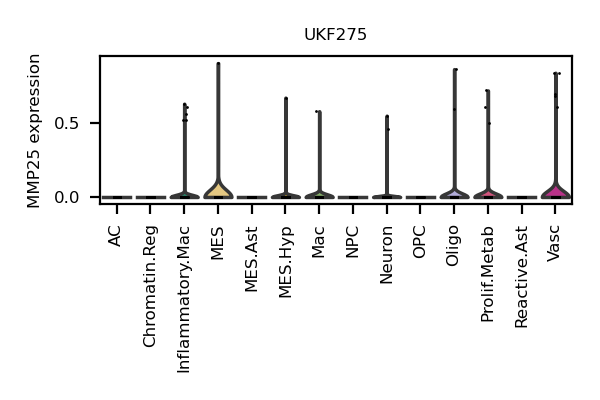 UKF275
MMP25 expression
0.5
0.0
AC
Chromatin.Reg
Inflammatory.Mac
MES
MES.Ast
MES.Hyp
Mac
NPC
Neuron
OPC
Oligo
Prolif.Metab
Reactive.Ast
Vasc